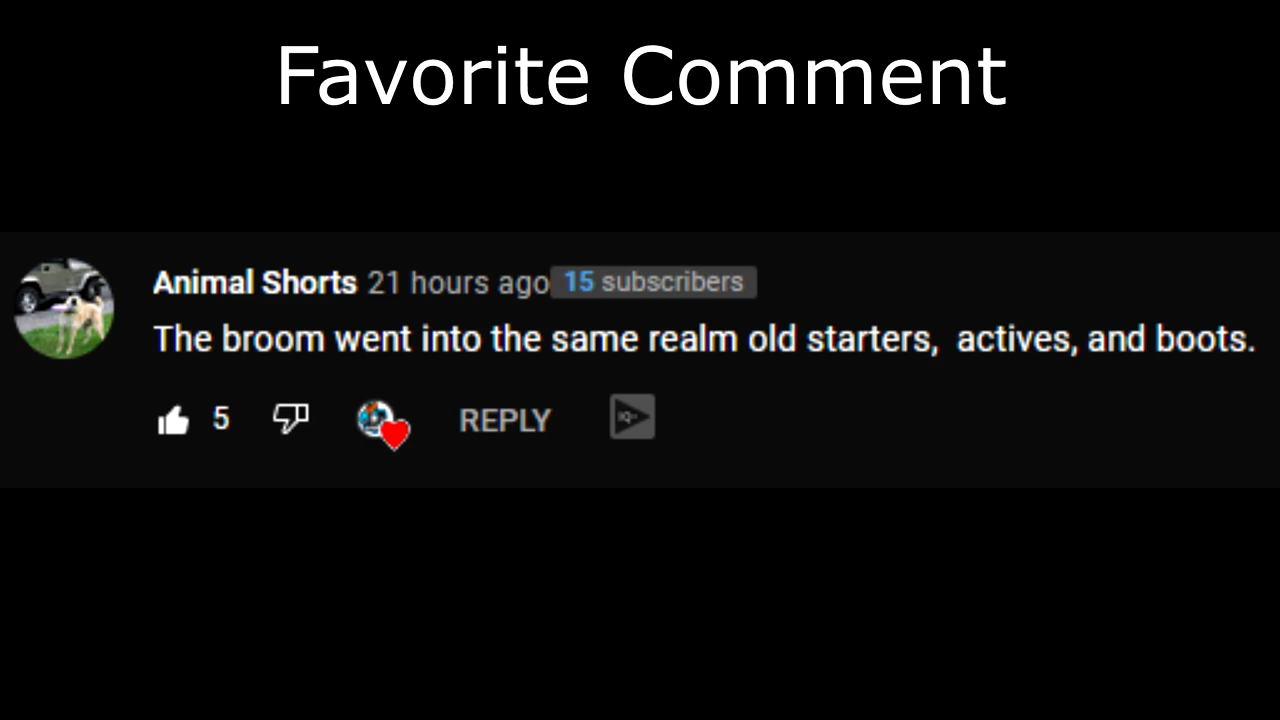 Favorite Comment
Animal Shorts 21 hours ago 15 subscribers
The broom went into the same realm old starters,  actives, and boots.
5 REPLY